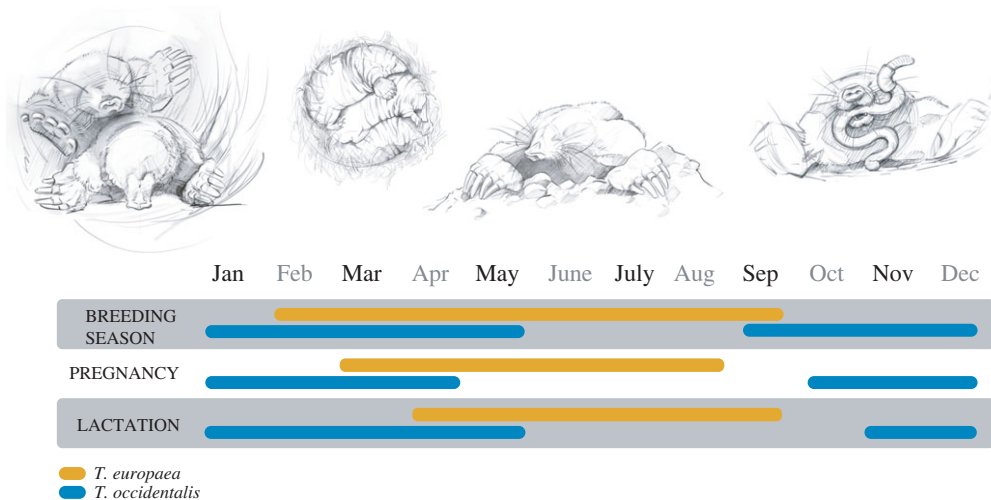 Jan Feb Mar Apr May June July Aug Sep Oct Nov Dec
BREEDING
SEASON
PREGNANCY
LACTATION
T. europaea
T. occidentalis